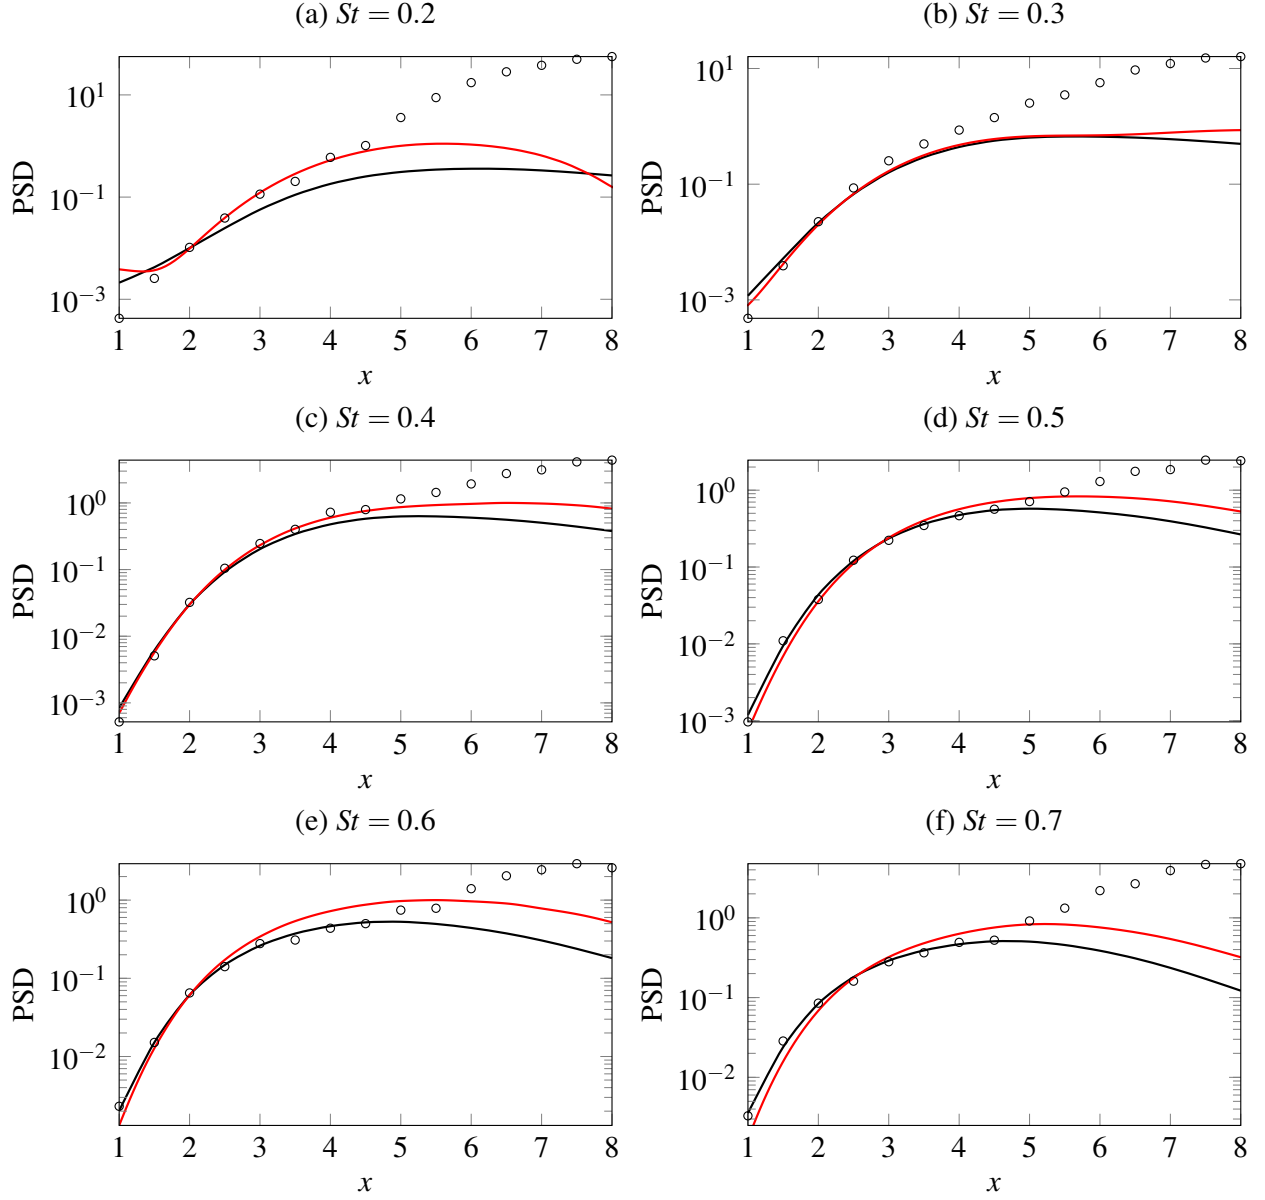 (a) St = 0.2
(b) St = 0.3
10^1
10^−1
10^−3
PSD
1 2 3 4 5 6 7 8
x
10^1
10^−1
10^−3
PSD
1 2 3 4 5 6 7 8
x
(c) St = 0.4
(d) St = 0.5
10^0
10^−1
10^−2
10^−3
PSD
1 2 3 4 5 6 7 8
x
10^0
10^−1
10^−2
10^−3
PSD
1 2 3 4 5 6 7 8
x
(e) St = 0.6
(f) St = 0.7
10^0
10^−1
10^−2
PSD
1 2 3 4 5 6 7 8
x
10^0
10^−1
10^−2
PSD
1 2 3 4 5 6 7 8
x